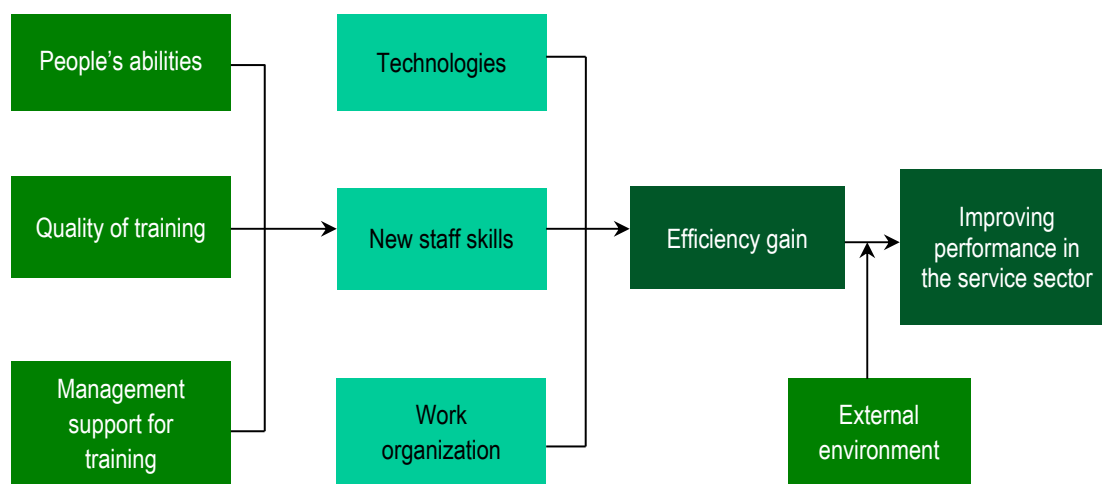 People's abilities
Technologies
Quality of training
New staff skills
Efficiency gain
Improving
performance in
the service sector
Management
support for
training
Work
organization
External
environment